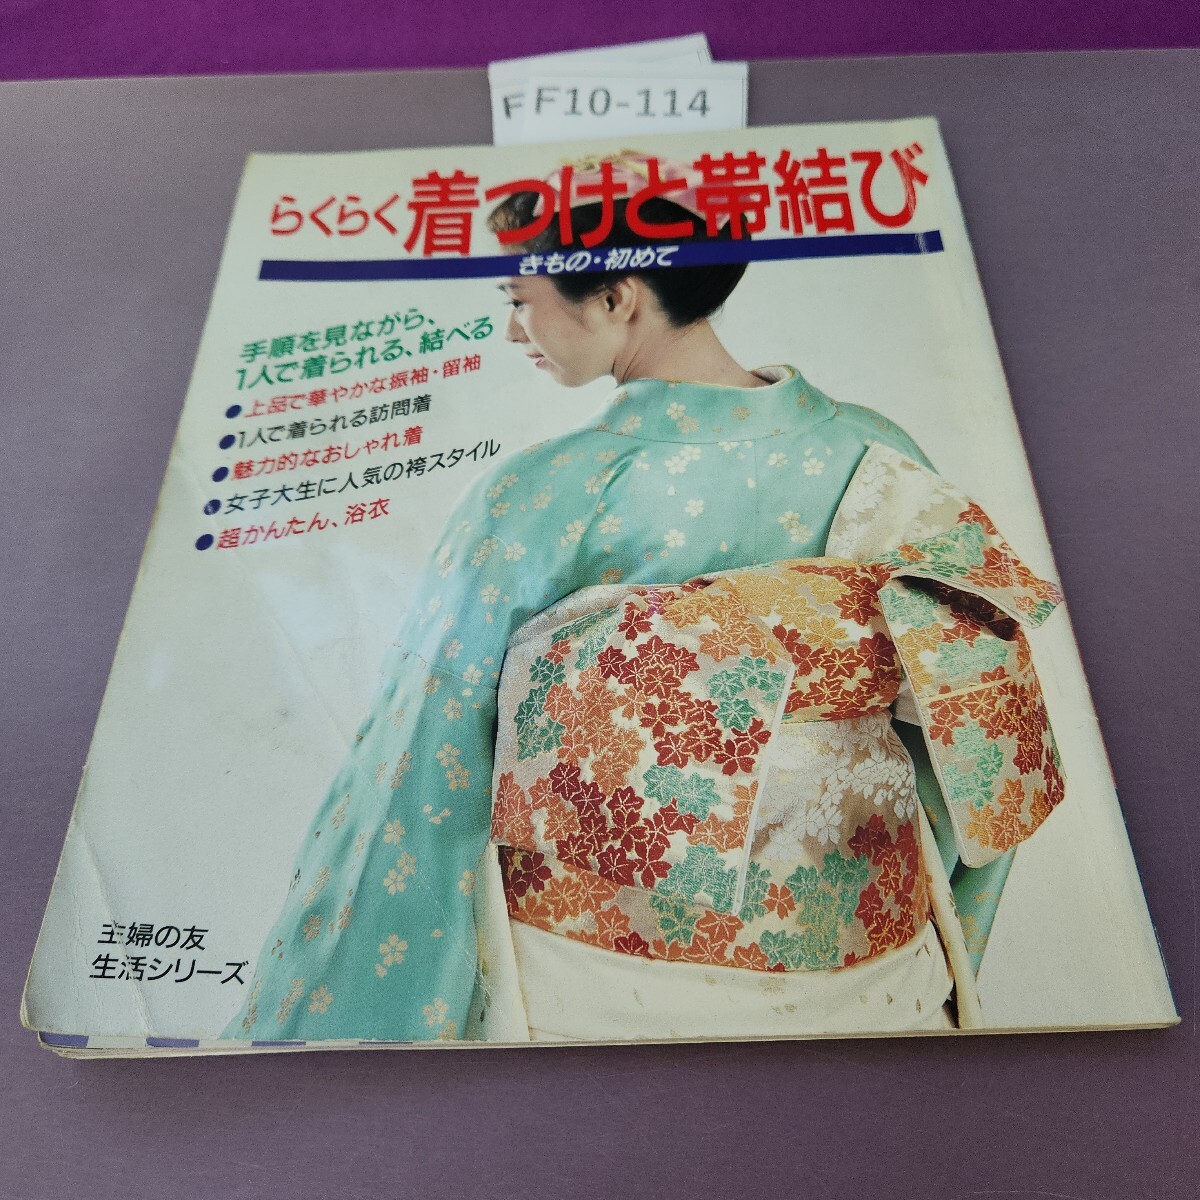 F F10-114
らくらく着つけと帯結び
きもの・初めて
手順を見ながら、
1人で着られる、結べる
●上品で華やかな振袖・留袖
●1人で着られる訪問着
●魅力的なおしゃれ着
●女子大生に人気の袴スタイル
●超かんたん、浴衣
主婦の友
生活シリーズ